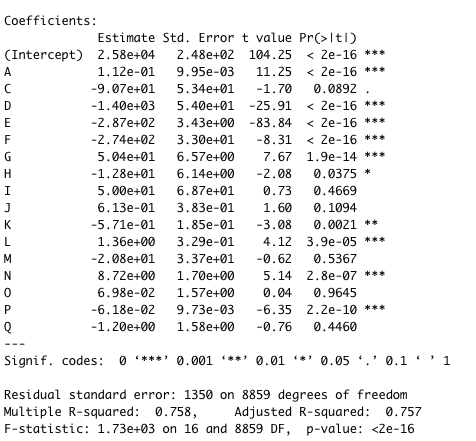 Coefficients:
Estimate Std. Error t value Pr(>|t|)
(Intercept) 2.58e+04 2.48e+02 104.25 < 2e-16 ***
A 1.12e-01 9.95e-03 11.25 < 2e-16 ***
C -9.07e+01 5.34e+01 -1.70 0.0892 .
D -1.40e+03 5.40e+01 -25.91 < 2e-16 ***
E -2.87e+02 3.43e+00 -83.84 < 2e-16 ***
F -2.74e+02 3.30e+01 -8.31 < 2e-16 ***
G 5.04e+01 6.57e+00 7.67 1.9e-14 ***
H -1.28e+01 6.14e+00 -2.08 0.0375 *
I 5.00e+01 6.87e+01 0.73 0.4669
J 6.13e-01 3.83e-01 1.60 0.1094
K -5.71e-01 1.85e-01 -3.08 0.0021 **
L 1.36e+00 3.29e-01 4.12 3.9e-05 ***
M -2.08e+01 3.37e+01 -0.62 0.5367
N 8.72e+00 1.70e+00 5.14 2.8e-07 ***
O 6.98e-02 1.57e+00 0.04 0.9645
P -6.18e-02 9.73e-03 -6.35 2.2e-10 ***
Q -1.20e+00 1.58e+00 -0.76 0.4460
---
Signif. codes: 0 ‘***’ 0.001 ‘**’ 0.01 ‘*’ 0.05 ‘.’ 0.1 ‘ ’ 1
Residual standard error: 1350 on 8859 degrees of freedom
Multiple R-squared: 0.758, Adjusted R-squared: 0.757
F-statistic: 1.73e+03 on 16 and 8859 DF, p-value: <2e-16